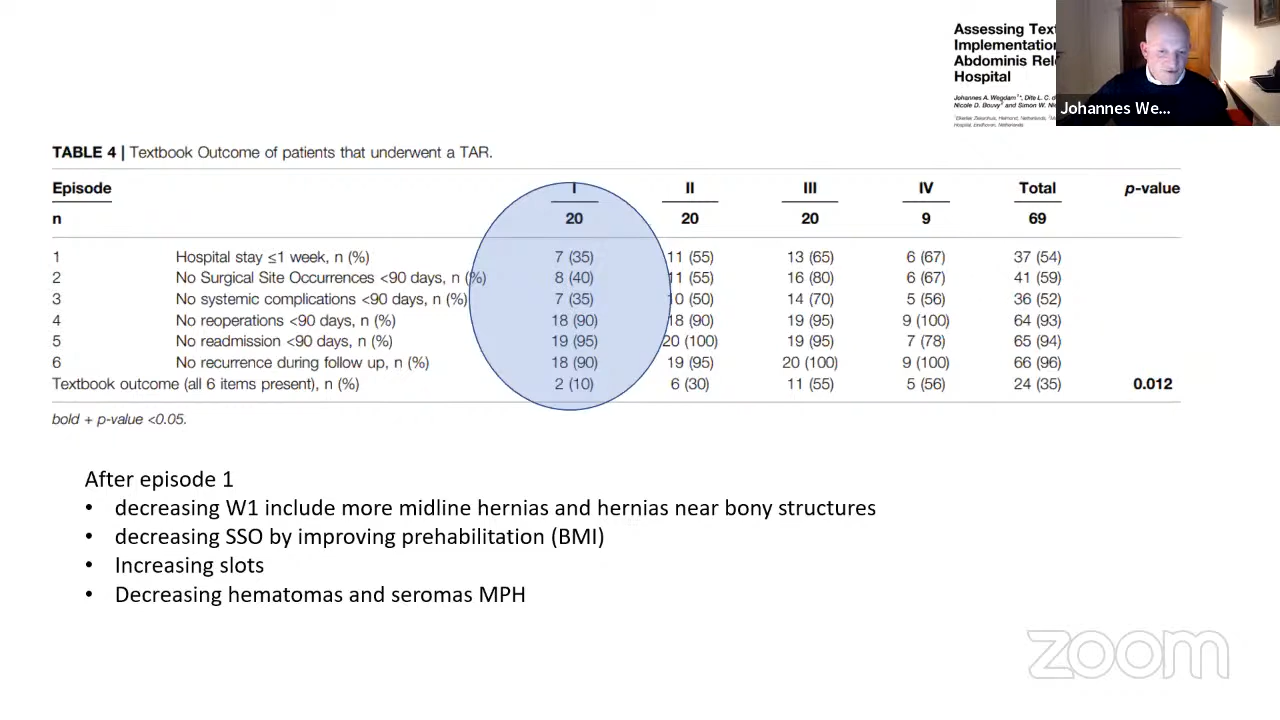 Assessing Tex
Implementation
Abdominis Rel
Hospital
Johannes A. Wegdam
Nicole D. Bouvy and Simon W. Ni
Johannes We...
TABLE 4 | Textbook Outcome of patients that underwent a TAR.
Episode I II III IV Total p-value
n 20 20 20 9 69
1 Hospital stay ≤1 week, n (%) 7 (35) 11 (55) 13 (65) 6 (67) 37 (54)
2 No Surgical Site Occurrences <90 days, n (%) 8 (40) 11 (55) 16 (80) 6 (67) 41 (59)
3 No systemic complications <90 days, n (%) 7 (35) 10 (50) 14 (70) 5 (56) 36 (52)
4 No reoperations <90 days, n (%) 18 (90) 18 (90) 19 (95) 9 (100) 64 (93)
5 No readmission <90 days, n (%) 19 (95) 20 (100) 19 (95) 7 (78) 65 (94)
6 No recurrence during follow up, n (%) 18 (90) 19 (95) 20 (100) 9 (100) 66 (96)
Textbook outcome (all 6 items present), n (%) 2 (10) 6 (30) 11 (55) 5 (56) 24 (35) 0.012
bold + p-value <0.05.
After episode 1
• decreasing W1 include more midline hernias and hernias near bony structures
• decreasing SSO by improving prehabilitation (BMI)
• Increasing slots
• Decreasing hematomas and seromas MPH
zoom